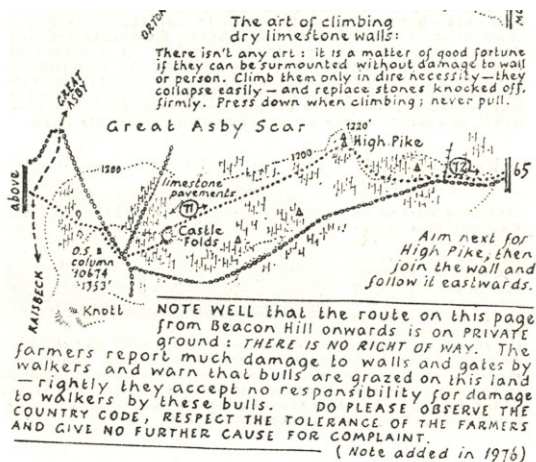 The art of climbing
dry limestone walls:
There isn't any art : it is a matter of good fortune
if they can be surmounted without damage to wall
or person. Climb them only in dire necessity — they
collapse easily — and replace stones knocked off,
firmly. Press down when climbing; never pull.
ORTON
GREAT
ASBY
Great Asby Scar
1220'
High Pike
1200
1200
limestone
pavements
71
72
65
above
Castle
Folds
O.S.
column
10674
1353'
RAISBECK
Knott
Aim next for
High Pike, then
join the wall and
follow it eastwards.
NOTE WELL that the route on this page
from Beacon Hill onwards is on PRIVATE
ground : THERE IS NO RIGHT OF WAY. The
farmers report much damage to walls and gates by
walkers and warn that bulls are grazed on this land
— rightly they accept no responsibility for damage
to walkers by these bulls. DO PLEASE OBSERVE THE
COUNTRY CODE, RESPECT THE TOLERANCE OF THE FARMERS
AND GIVE NO FURTHER CAUSE FOR COMPLAINT.
(Note added in 1976)